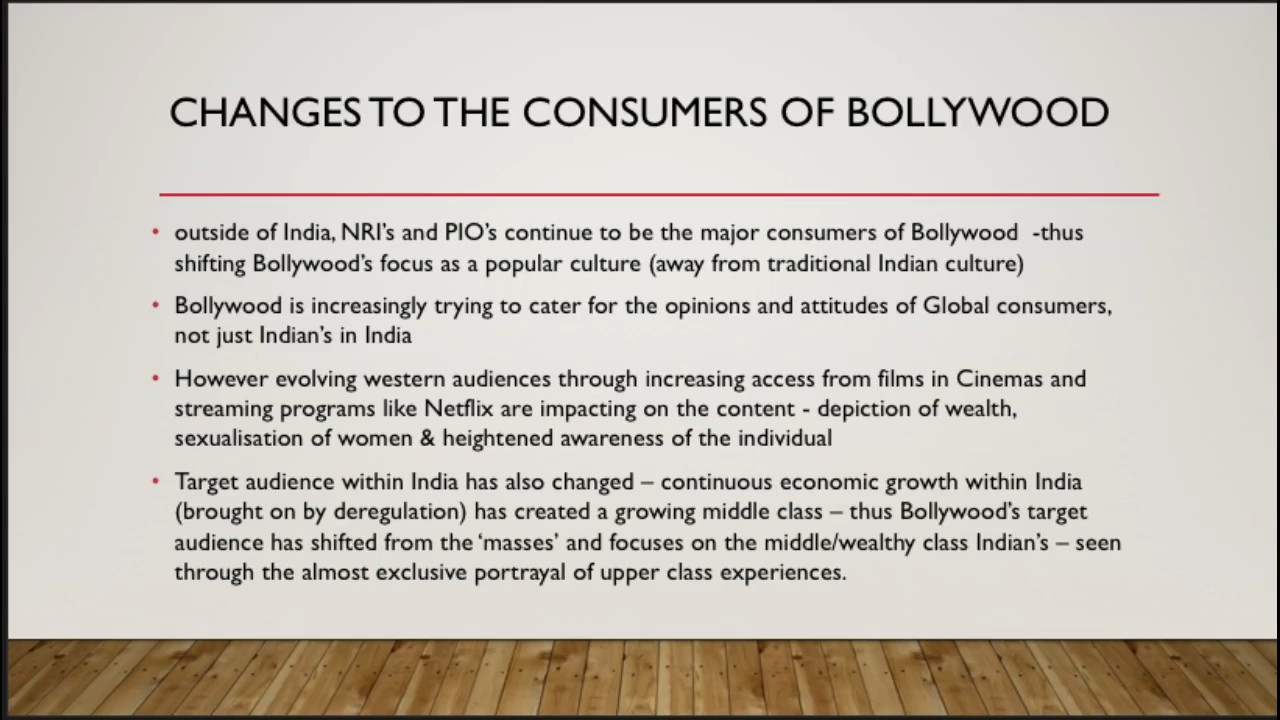 CHANGES TO THE CONSUMERS OF BOLLYWOOD
• outside of India, NRI's and PIO's continue to be the major consumers of Bollywood -thus
shifting Bollywood's focus as a popular culture (away from traditional Indian culture)
• Bollywood is increasingly trying to cater for the opinions and attitudes of Global consumers,
not just Indian's in India
• However evolving western audiences through increasing access from films in Cinemas and
streaming programs like Netflix are impacting on the content - depiction of wealth,
sexualisation of women & heightened awareness of the individual
• Target audience within India has also changed – continuous economic growth within India
(brought on by deregulation) has created a growing middle class – thus Bollywood's target
audience has shifted from the 'masses' and focuses on the middle/wealthy class Indian's – seen
through the almost exclusive portrayal of upper class experiences.